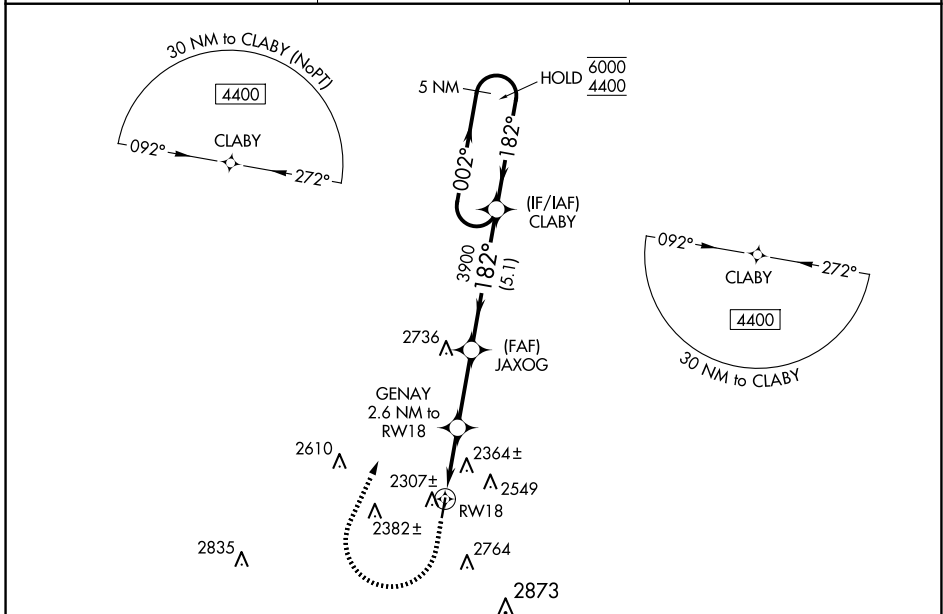 30 NM to CLABY (NoPT)
4400
CLABY
092°
272°
5 NM
HOLD
6000
4400
002°
182°
(IF/IAF)
CLABY
3900
182°
(5.1)
092°
272°
CLABY
4400
30 NM to CLABY
2736
(FAF)
JAXOG
GENAY
2.6 NM to
RW18
2610
2364±
2307±
2549
RW18
2382±
2835
2764
2873